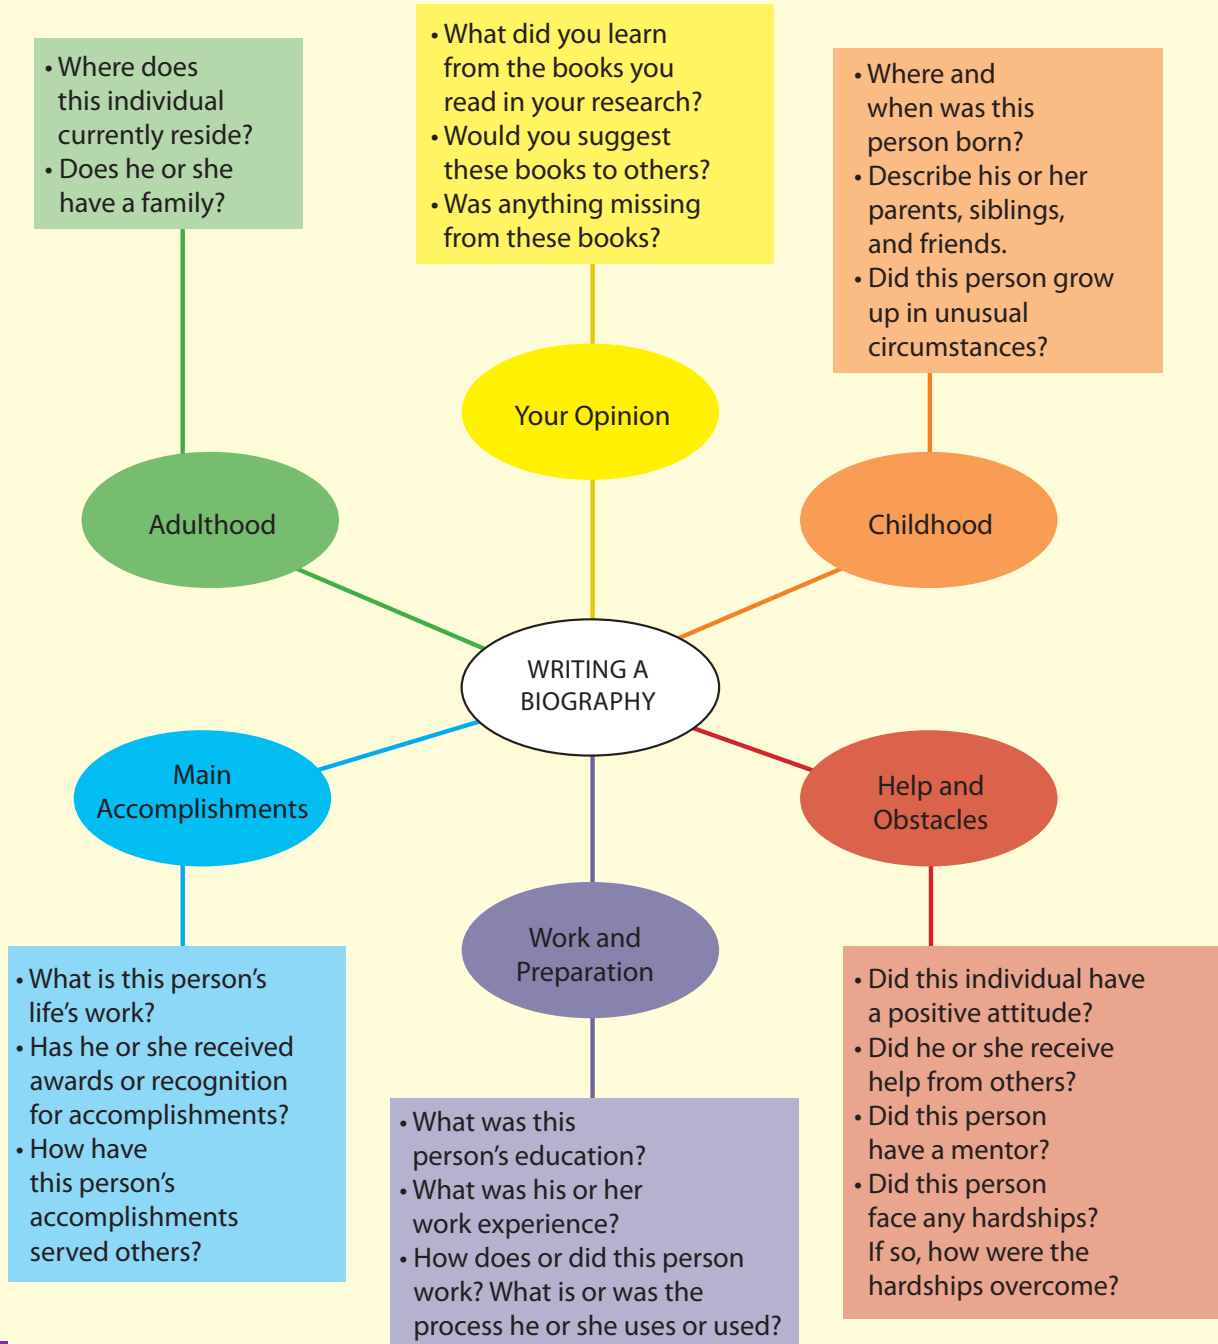 • Where does
this individual
currently reside?
• Does he or she
have a family?
• What did you learn
from the books you
read in your research?
• Would you suggest
these books to others?
• Was anything missing
from these books?
• Where and
when was this
person born?
• Describe his or her
parents, siblings,
and friends.
• Did this person grow
up in unusual
circumstances?
Adulthood
Your Opinion
Childhood
WRITING A
BIOGRAPHY
Main
Accomplishments
Work and
Preparation
Help and
Obstacles
• What is this person’s
life’s work?
• Has he or she received
awards or recognition
for accomplishments?
• How have
this person’s
accomplishments
served others?
• What was this
person’s education?
• What was his or her
work experience?
• How does or did this person
work? What is or was the
process he or she uses or used?
• Did this individual have
a positive attitude?
• Did he or she receive
help from others?
• Did this person
have a mentor?
• Did this person
face any hardships?
If so, how were the
hardships overcome?